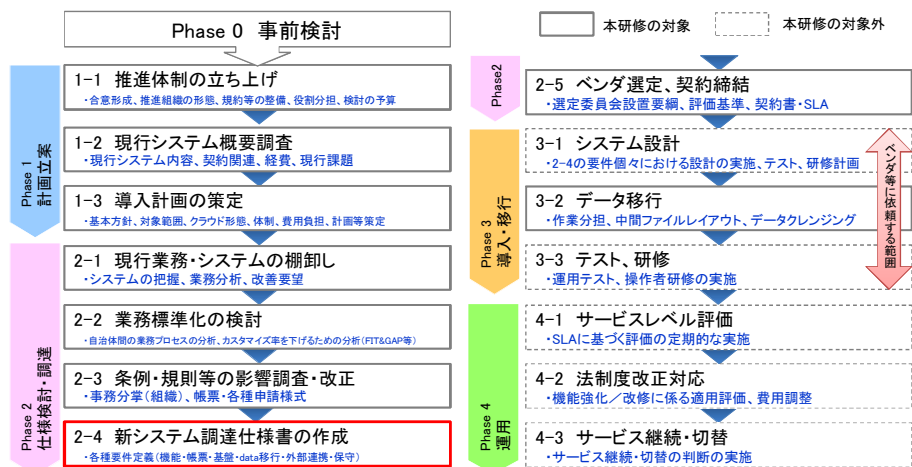 Phase 0 事前検討
Phase 1
計画立案
1-1 推進体制の立ち上げ
・合意形成、推進組織の形態、規約等の整備、役割分担、検討の予算
1-2 現行システム概要調査
・現行システム内容、契約関連、経費、現行課題
1-3 導入計画の策定
・基本方針、対象範囲、クラウド形態、体制、費用負担、計画等策定
Phase 2
仕様検討・調達
2-1 現行業務・システムの棚卸し
・システムの把握、業務分析、改善要望
2-2 業務標準化の検討
・自治体間の業務プロセスの分析、カスタマイズ率を下げるための分析(FIT&GAP等)
2-3 条例・規則等の影響調査・改正
・事務分掌(組織)、帳票・各種申請様式
2-4 新システム調達仕様書の作成
・各種要件定義(機能・帳票・基盤・data移行・外部連携・保守)
本研修の対象
本研修の対象外
Phase2
2-5 ベンダ選定、契約締結
・選定委員会設置要綱、評価基準、契約書・SLA
Phase 3
導入・移行
3-1 システム設計
・2-4の要件個々における設計の実施、テスト、研修計画
3-2 データ移行
・作業分担、中間ファイルレイアウト、データクレンジング
3-3 テスト、研修
・運用テスト、操作者研修の実施
ベンダ等に依頼する範囲
Phase 4
運用
4-1 サービスレベル評価
・SLAに基づく評価の定期的な実施
4-2 法制度改正対応
・機能強化/改修に係る適用評価、費用調整
4-3 サービス継続・切替
・サービス継続・切替の判断の実施